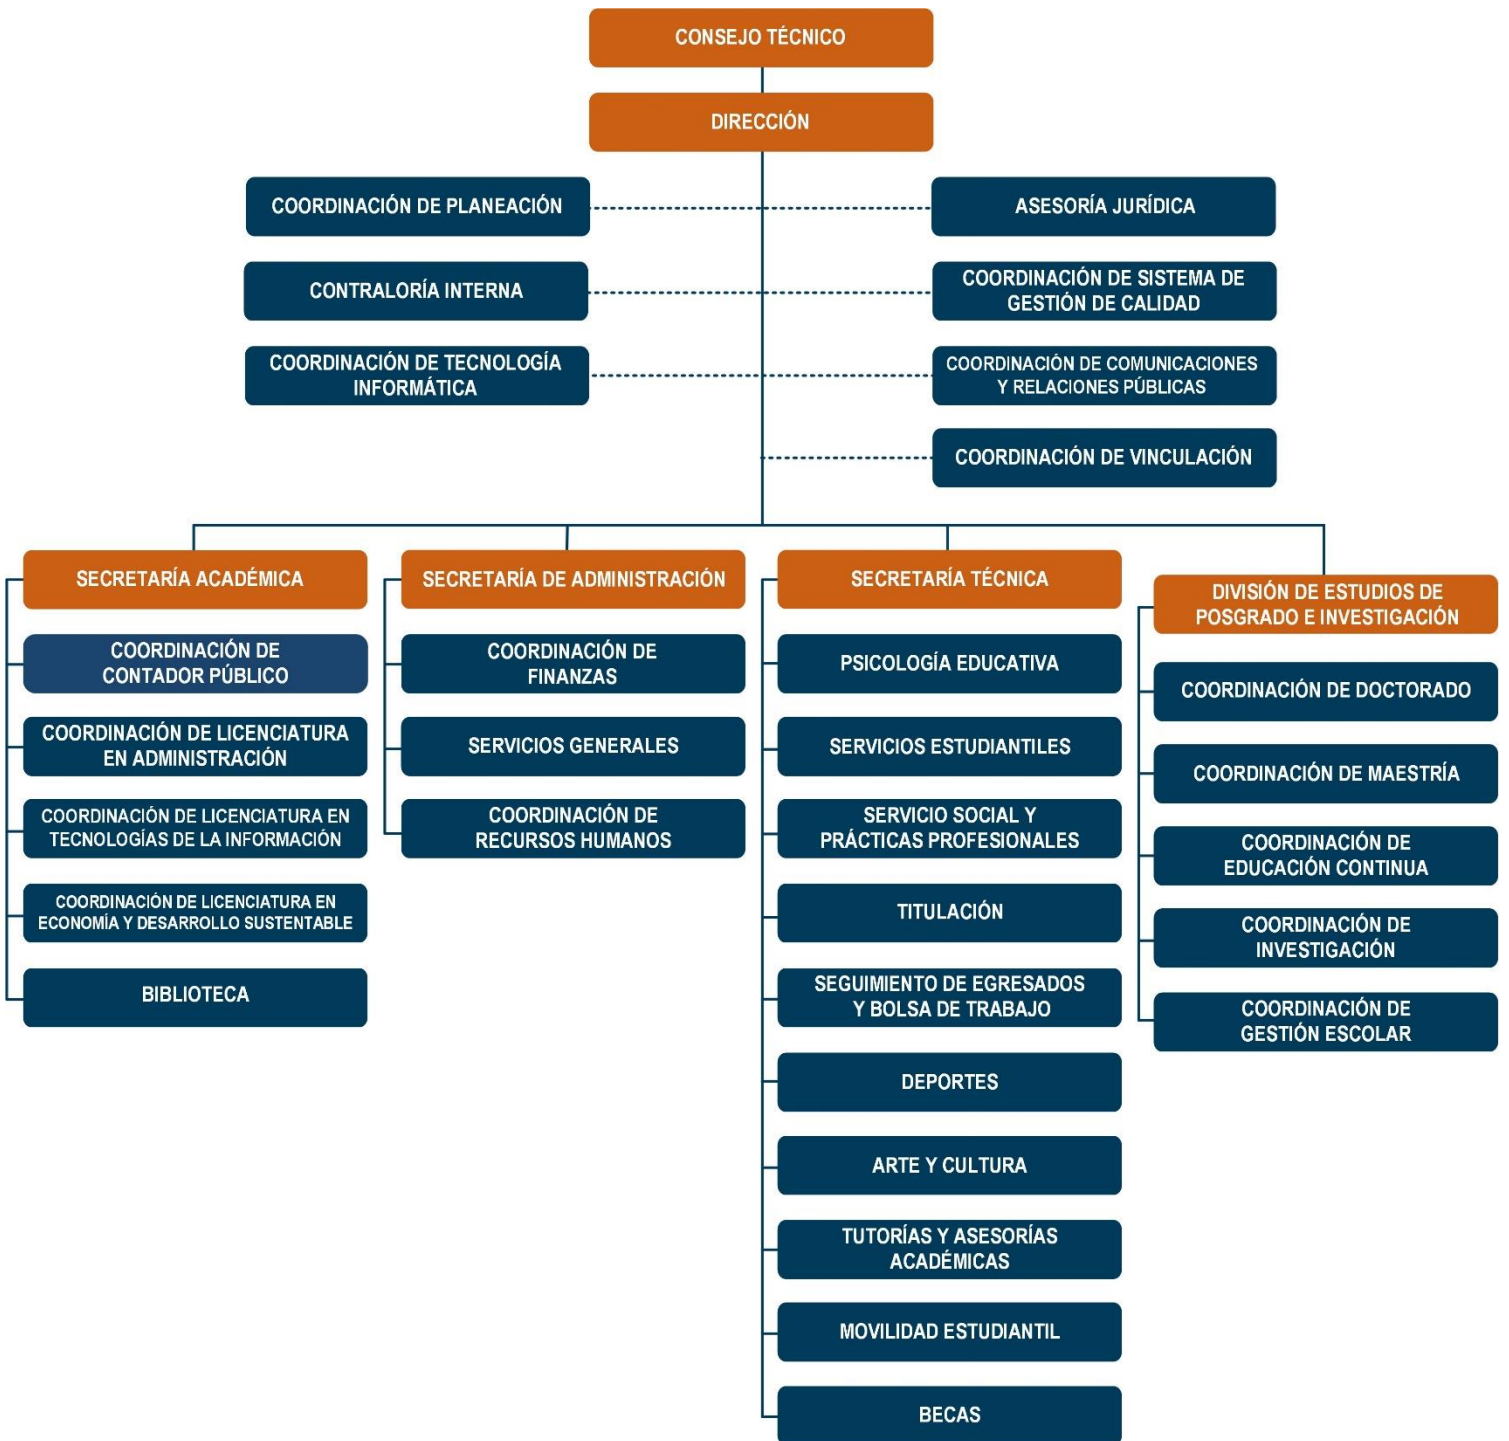 CONSEJO TÉCNICO
DIRECCIÓN
COORDINACIÓN DE PLANEACIÓN
ASESORÍA JURÍDICA
CONTRALORÍA INTERNA
COORDINACIÓN DE SISTEMA DE
GESTIÓN DE CALIDAD
COORDINACIÓN DE TECNOLOGÍA
INFORMÁTICA
COORDINACIÓN DE COMUNICACIONES
Y RELACIONES PÚBLICAS
COORDINACIÓN DE VINCULACIÓN
SECRETARÍA ACADÉMICA
COORDINACIÓN DE
CONTADOR PÚBLICO
COORDINACIÓN DE LICENCIATURA
EN ADMINISTRACIÓN
COORDINACIÓN DE LICENCIATURA EN
TECNOLOGÍAS DE LA INFORMACIÓN
COORDINACIÓN DE LICENCIATURA EN
ECONOMÍA Y DESARROLLO SUSTENTABLE
BIBLIOTECA
SECRETARÍA DE ADMINISTRACIÓN
COORDINACIÓN DE
FINANZAS
SERVICIOS GENERALES
COORDINACIÓN DE
RECURSOS HUMANOS
SECRETARÍA TÉCNICA
PSICOLOGÍA EDUCATIVA
SERVICIOS ESTUDIANTILES
SERVICIO SOCIAL Y
PRÁCTICAS PROFESIONALES
TITULACIÓN
SEGUIMIENTO DE EGRESADOS
Y BOLSA DE TRABAJO
DEPORTES
ARTE Y CULTURA
TUTORÍAS Y ASESORÍAS
ACADÉMICAS
MOVILIDAD ESTUDIANTIL
BECAS
DIVISIÓN DE ESTUDIOS DE
POSGRADO E INVESTIGACIÓN
COORDINACIÓN DE DOCTORADO
COORDINACIÓN DE MAESTRÍA
COORDINACIÓN DE
EDUCACIÓN CONTINUA
COORDINACIÓN DE
INVESTIGACIÓN
COORDINACIÓN DE
GESTIÓN ESCOLAR